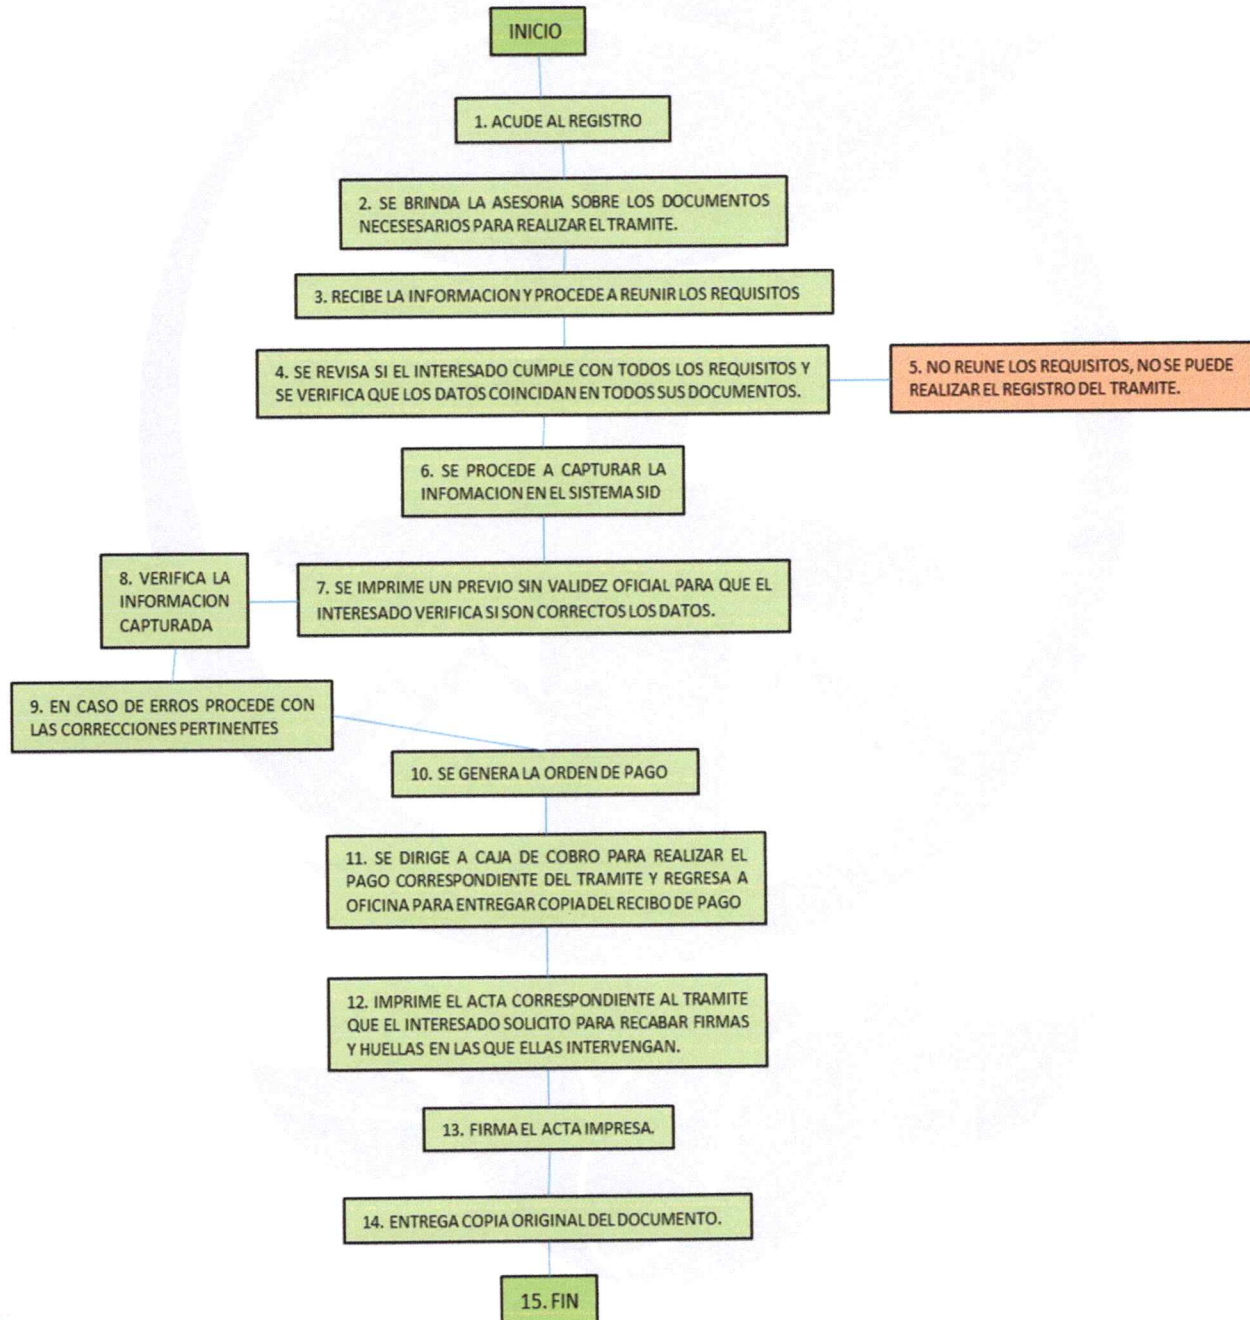 INICIO
1. ACUDE AL REGISTRO
2. SE BRINDA LA ASESORIA SOBRE LOS DOCUMENTOS
NECESESARIOS PARA REALIZAR EL TRAMITE.
3. RECIBE LA INFORMACION Y PROCEDE A REUNIR LOS REQUISITOS
4. SE REVISA SI EL INTERESADO CUMPLE CON TODOS LOS REQUISITOS Y
SE VERIFICA QUE LOS DATOS COINCIDAN EN TODOS SUS DOCUMENTOS.
5. NO REUNE LOS REQUISITOS, NO SE PUEDE
REALIZAR EL REGISTRO DEL TRAMITE.
6. SE PROCEDE A CAPTURAR LA
INFOMACION EN EL SISTEMA SID
7. SE IMPRIME UN PREVIO SIN VALIDEZ OFICIAL PARA QUE EL
INTERESADO VERIFICA SI SON CORRECTOS LOS DATOS.
8. VERIFICA LA
INFORMACION
CAPTURADA
9. EN CASO DE ERROS PROCEDE CON
LAS CORRECCIONES PERTINENTES
10. SE GENERA LA ORDEN DE PAGO
11. SE DIRIGE A CAJA DE COBRO PARA REALIZAR EL
PAGO CORRESPONDIENTE DEL TRAMITE Y REGRESA A
OFICINA PARA ENTREGAR COPIA DEL RECIBO DE PAGO
12. IMPRIME EL ACTA CORRESPONDIENTE AL TRAMITE
QUE EL INTERESADO SOLICITO PARA RECABAR FIRMAS
Y HUELLAS EN LAS QUE ELLAS INTERVENGAN.
13. FIRMA EL ACTA IMPRESA.
14. ENTREGA COPIA ORIGINAL DEL DOCUMENTO.
15. FIN